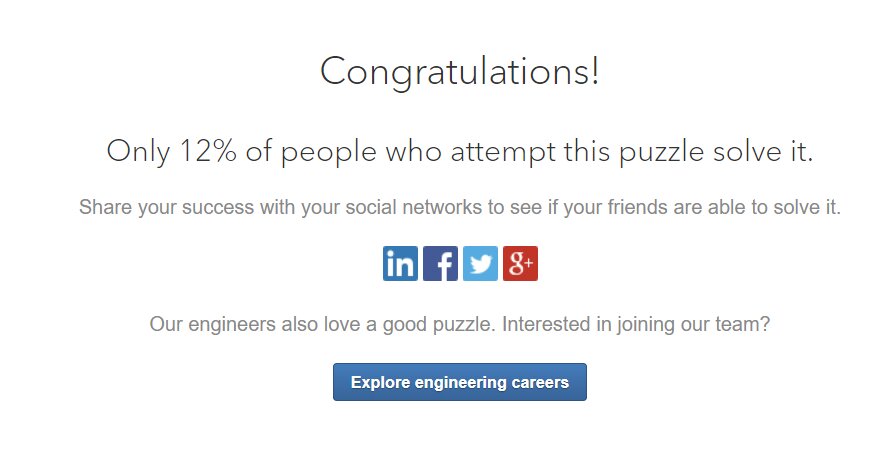 Congratulations!
Only 12% of people who attempt this puzzle solve it.
Share your success with your social networks to see if your friends are able to solve it.
in f g+
Our engineers also love a good puzzle. Interested in joining our team?
Explore engineering careers